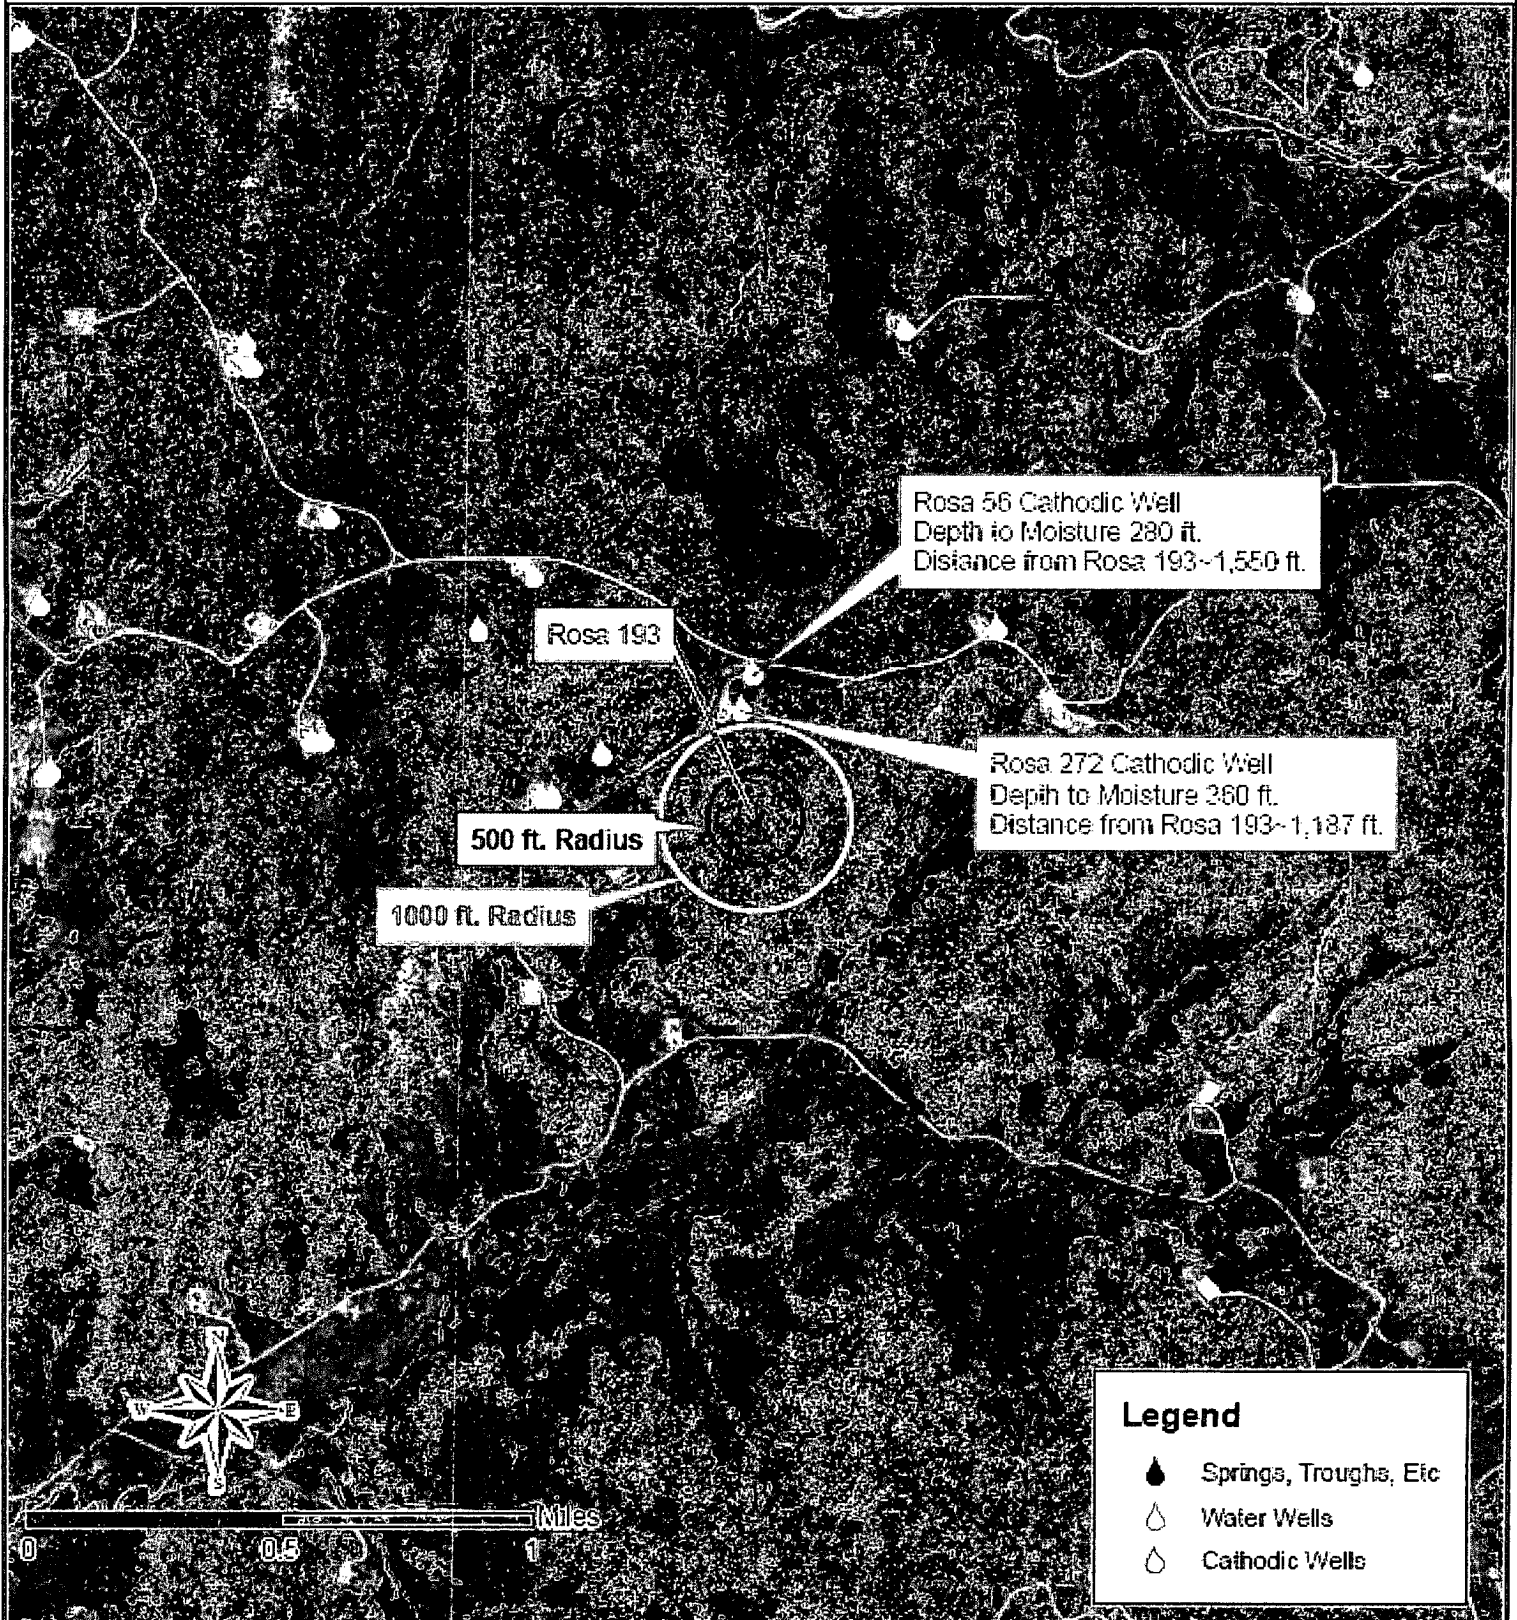 Rosa 56 Cathodic Well
Depth to Moisture 280 ft.
Distance from Rosa 193~1,550 ft.
Rosa 193
Rosa 272 Cathodic Well
Depth to Moisture 360 ft.
Distance from Rosa 193~1,187 ft.
500 ft. Radius
1000 ft. Radius
N
W E
S
Miles
0 0.5 1
Legend
Springs, Troughs, Etc
Water Wells
Cathodic Wells